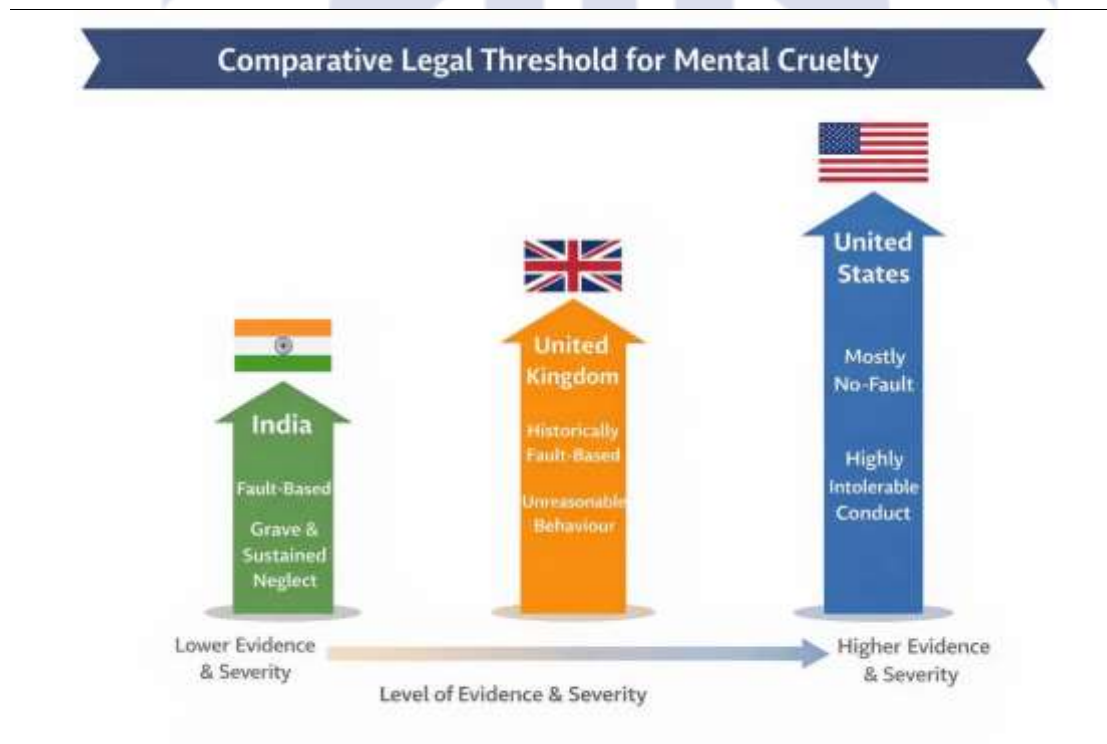 Comparative Legal Threshold for Mental Cruelty
India
Fault-Based
Grave &
Sustained
Neglect
United
Kingdom
Historically
Fault-Based
Unreasonable
Behaviour
United
States
Mostly
No-Fault
Highly
Intolerable
Conduct
Lower Evidence
& Severity
Higher Evidence
& Severity
Level of Evidence & Severity